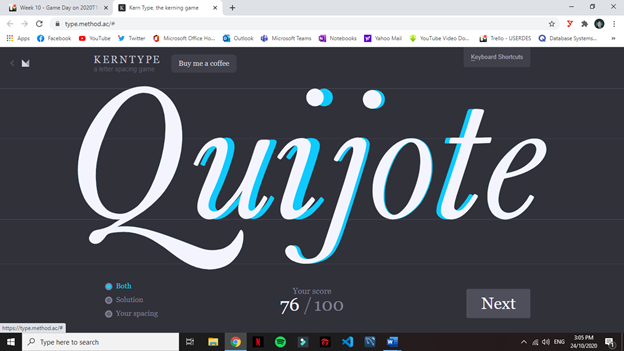 Week 10 - Game Day on 2020T
Kern Type, the kerning game
type.method.ac/#
Apps Facebook YouTube Twitter Microsoft Office Ho... Outlook Microsoft Teams Notebooks Yahoo Mail YouTube Video Do... Trello - USERDES Database Systems...
KERNTYPE
a letter spacing game
Buy me a coffee
Keyboard Shortcuts
Quijote
Both
Solution
Your spacing
Your score
76 / 100
Next
https://type.method.ac/#
Type here to search
ENG
3:05 PM
24/10/2020